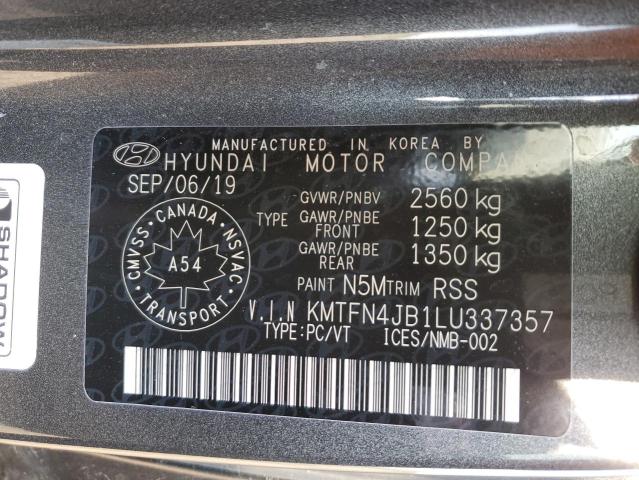 MANUFACTURED IN KOREA BY
HYUNDAI MOTOR
SEP/06/19
GVWR/PNBV 2560 kg
TYPE GAWR/PNBE FRONT 1250 kg
GAWR/PNBE REAR 1350 kg
PAINT N5M TRIM RSS
V.I.N KMTFN4JB1LU337357
TYPE:PC/VT ICES/NMB-002
CANADA
CMVSS NSVAC
A54
TRANSPORT
SHADOW